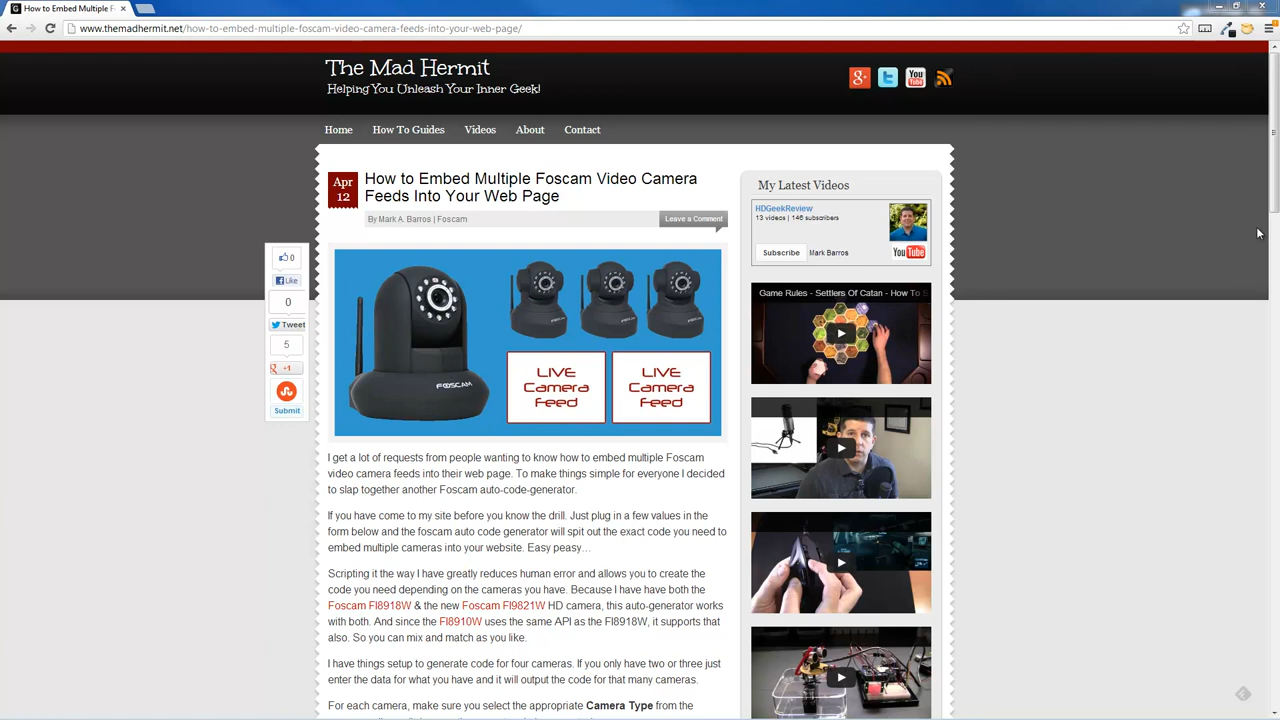 How to Embed Multiple F
www.themadhermit.net/how-to-embed-multiple-foscam-video-camera-feeds-into-your-web-page/
The Mad Hermit
Helping You Unleash Your Inner Geek!
Home How To Guides Videos About Contact
Apr
12
How to Embed Multiple Foscam Video Camera
Feeds Into Your Web Page
By Mark A. Barros | Foscam
Leave a Comment
0
Like
0
Tweet
5
+1
Submit
FOSCAM
LIVE
Camera
Feed
LIVE
Camera
Feed
I get a lot of requests from people wanting to know how to embed multiple Foscam
video camera feeds into their web page. To make things simple for everyone I decided
to slap together another Foscam auto-code-generator.
If you have come to my site before you know the drill. Just plug in a few values in the
form below and the foscam auto code generator will spit out the exact code you need to
embed multiple cameras into your website. Easy peasy…
Scripting it the way I have greatly reduces human error and allows you to create the
code you need depending on the cameras you have. Because I have have both the
Foscam FI8918W & the new Foscam FI9821W HD camera, this auto-generator works
with both. And since the FI8910W uses the same API as the FI8918W, it supports that
also. So you can mix and match as you like.
I have things setup to generate code for four cameras. If you only have two or three just
enter the data for what you have and it will output the code for that many cameras.
For each camera, make sure you select the appropriate Camera Type from the
My Latest Videos
HDGeekReview
13 videos | 146 subscribers
Subscribe Mark Barros
YouTube
Game Rules - Settlers Of Catan - How To